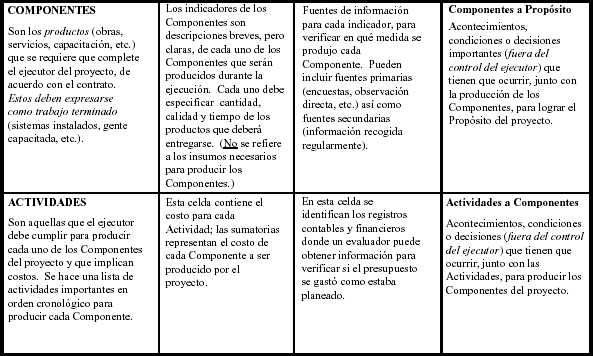 COMPONENTES
Son los productos (obras,
servicios, capacitación, etc.)
que se requiere que complete
el ejecutor del proyecto, de
acuerdo con el contrato.
Estos deben expresarse
como trabajo terminado
(sistemas instalados, gente
capacitada, etc.).
Los indicadores de los
Componentes son
descripciones breves, pero
claras, de cada uno de los
Componentes que serán
producidos durante la
ejecución. Cada uno debe
especificar cantidad,
calidad y tiempo de los
productos que deberá
entregarse. (No se refiere
a los insumos necesarios
para producir los
Componentes.)
Fuentes de información
para cada indicador, para
verificar en qué medida se
produjo cada
Componente. Pueden
incluir fuentes primarias
(encuestas, observación
directa, etc.) así como
fuentes secundarias
(información recogida
regularmente).
Componentes a Propósito
Acontecimientos,
condiciones o decisiones
importantes (fuera del
control del ejecutor) que
tienen que ocurrir, junto con
la producción de los
Componentes, para lograr el
Propósito del proyecto.
ACTIVIDADES
Son aquellas que el ejecutor
debe cumplir para producir
cada uno de los Componentes
del proyecto y que implican
costos. Se hace una lista de
actividades importantes en
orden cronológico para
producir cada Componente.
Esta celda contiene el
costo para cada
Actividad; las sumatorias
representan el costo de
cada Componente a ser
producido por el
proyecto.
En esta celda se
identifican los registros
contables y financieros
donde un evaluador puede
obtener información para
verificar si el presupuesto
se gastó como estaba
planeado.
Actividades a Componentes
Acontecimientos, condiciones
o decisiones (fuera del control
del ejecutor) que tienen que
ocurrir, junto con las
Actividades, para producir los
Componentes del proyecto.